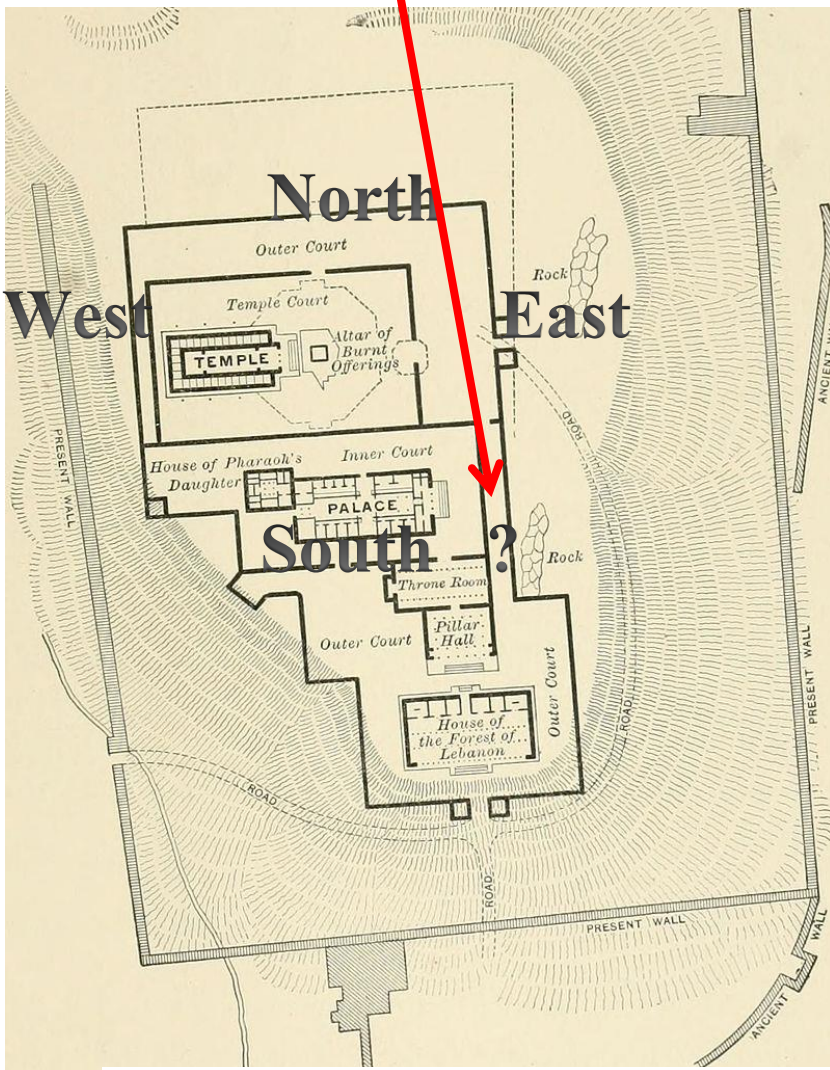 North
Outer Court
Rock
West
Temple Court
East
Altar of
Burnt
Offerings
TEMPLE
ROAD
PRESENT WALL
House of Pharaoh's
Daughter
Inner Court
PALACE
South ?
Rock
Throne Room
Pillar
Hall
Outer Court
Outer Court
House of
the Forest of
Lebanon
PRESENT WALL
ROAD
ROAD
ROAD
PRESENT WALL
ANCIENT
WALL
ANCIENT